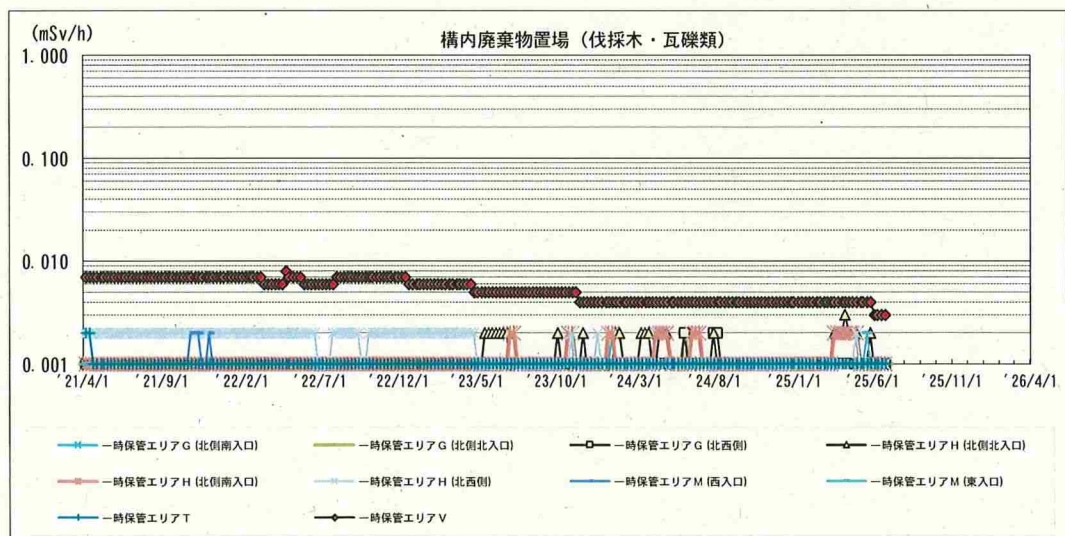 (mSv/h)
構内廃棄物置場（伐採木・瓦礫類）
1.000
0.100
0.010
0.001
'21/4/1 '21/9/1 '22/2/1 '22/7/1 '22/12/1 '23/5/1 '23/10/1 '24/3/1 '24/8/1 '25/1/1 '25/6/1 '25/11/1 '26/4/1
一時保管エリアG (北側南入口) 一時保管エリアG (北側北入口) 一時保管エリアG (北西側) 一時保管エリアH (北側北入口)
一時保管エリアH (北側南入口) 一時保管エリアH (北西側) 一時保管エリアM (西入口) 一時保管エリアM (東入口)
一時保管エリアT 一時保管エリアV